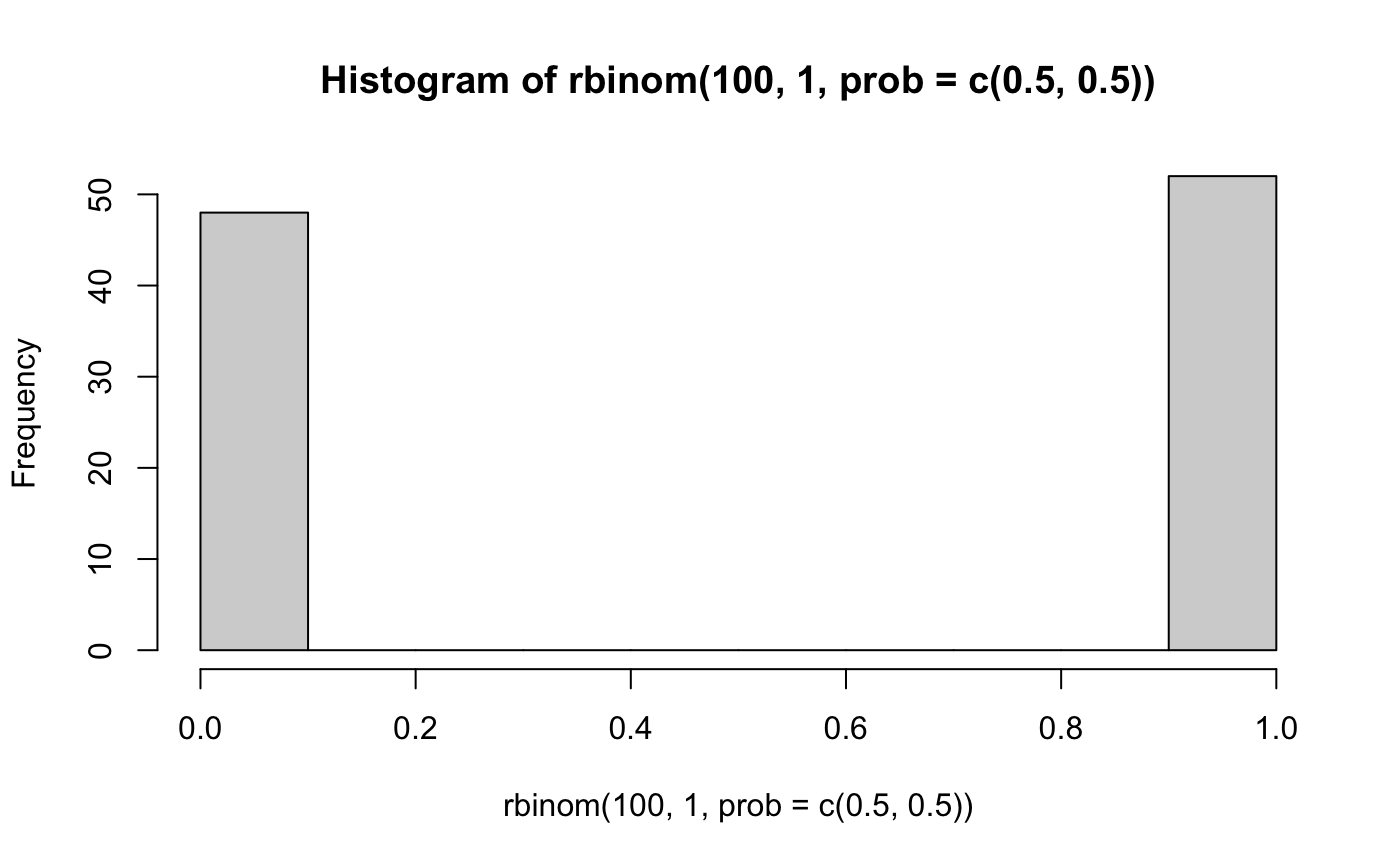 Histogram of rbinom(100, 1, prob = c(0.5, 0.5))
Frequency
50
40
30
20
10
0
0.0 0.2 0.4 0.6 0.8 1.0
rbinom(100, 1, prob = c(0.5, 0.5))